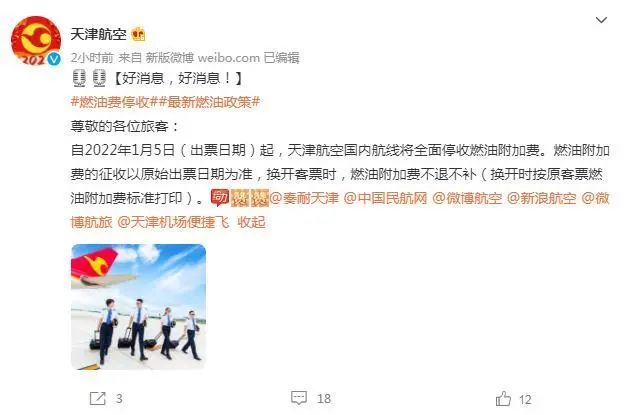 202
天津航空
2小时前 来自 新版微博 weibo.com 已编辑
【好消息，好消息！】
#燃油费停收##最新燃油政策#
尊敬的各位旅客：
自2022年1月5日（出票日期）起，天津航空国内航线将全面停收燃油附加费。燃油附加
费的征收以原始出票日期为准，换开客票时，燃油附加费不退不补（换开时按原客票燃
油附加费标准打印）。@秦耐天津 @中国民航网 @微博航空 @新浪航空 @微
博航旅 @天津机场便捷飞 收起
3
18
12